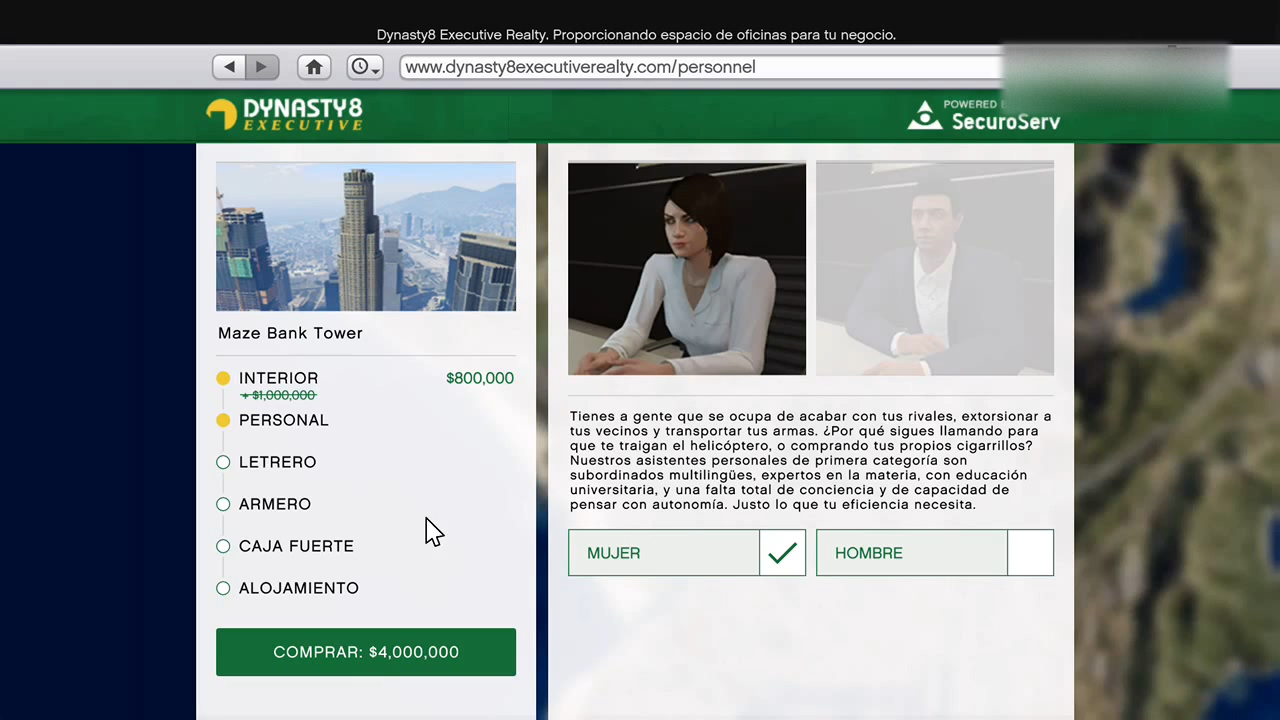 Dynasty8 Executive Realty. Proporcionando espacio de oficinas para tu negocio.
www.dynasty8executiverealty.com/personnel
DYNASTY8
EXECUTIVE
POWERED
SecuroServ
Maze Bank Tower
INTERIOR $800,000
+ $1,000,000
PERSONAL
LETRERO
ARMERO
CAJA FUERTE
ALOJAMIENTO
COMPRAR: $4,000,000
Tienes a gente que se ocupa de acabar con tus rivales, extorsionar a
tus vecinos y transportar tus armas. ¿Por qué sigues llamando para
que te traigan el helicóptero, o comprando tus propios cigarrillos?
Nuestros asistentes personales de primera categoría son
subordinados multilingües, expertos en la materia, con educación
universitaria, y una falta total de conciencia y de capacidad de
pensar con autonomía. Justo lo que tu eficiencia necesita.
MUJER
HOMBRE